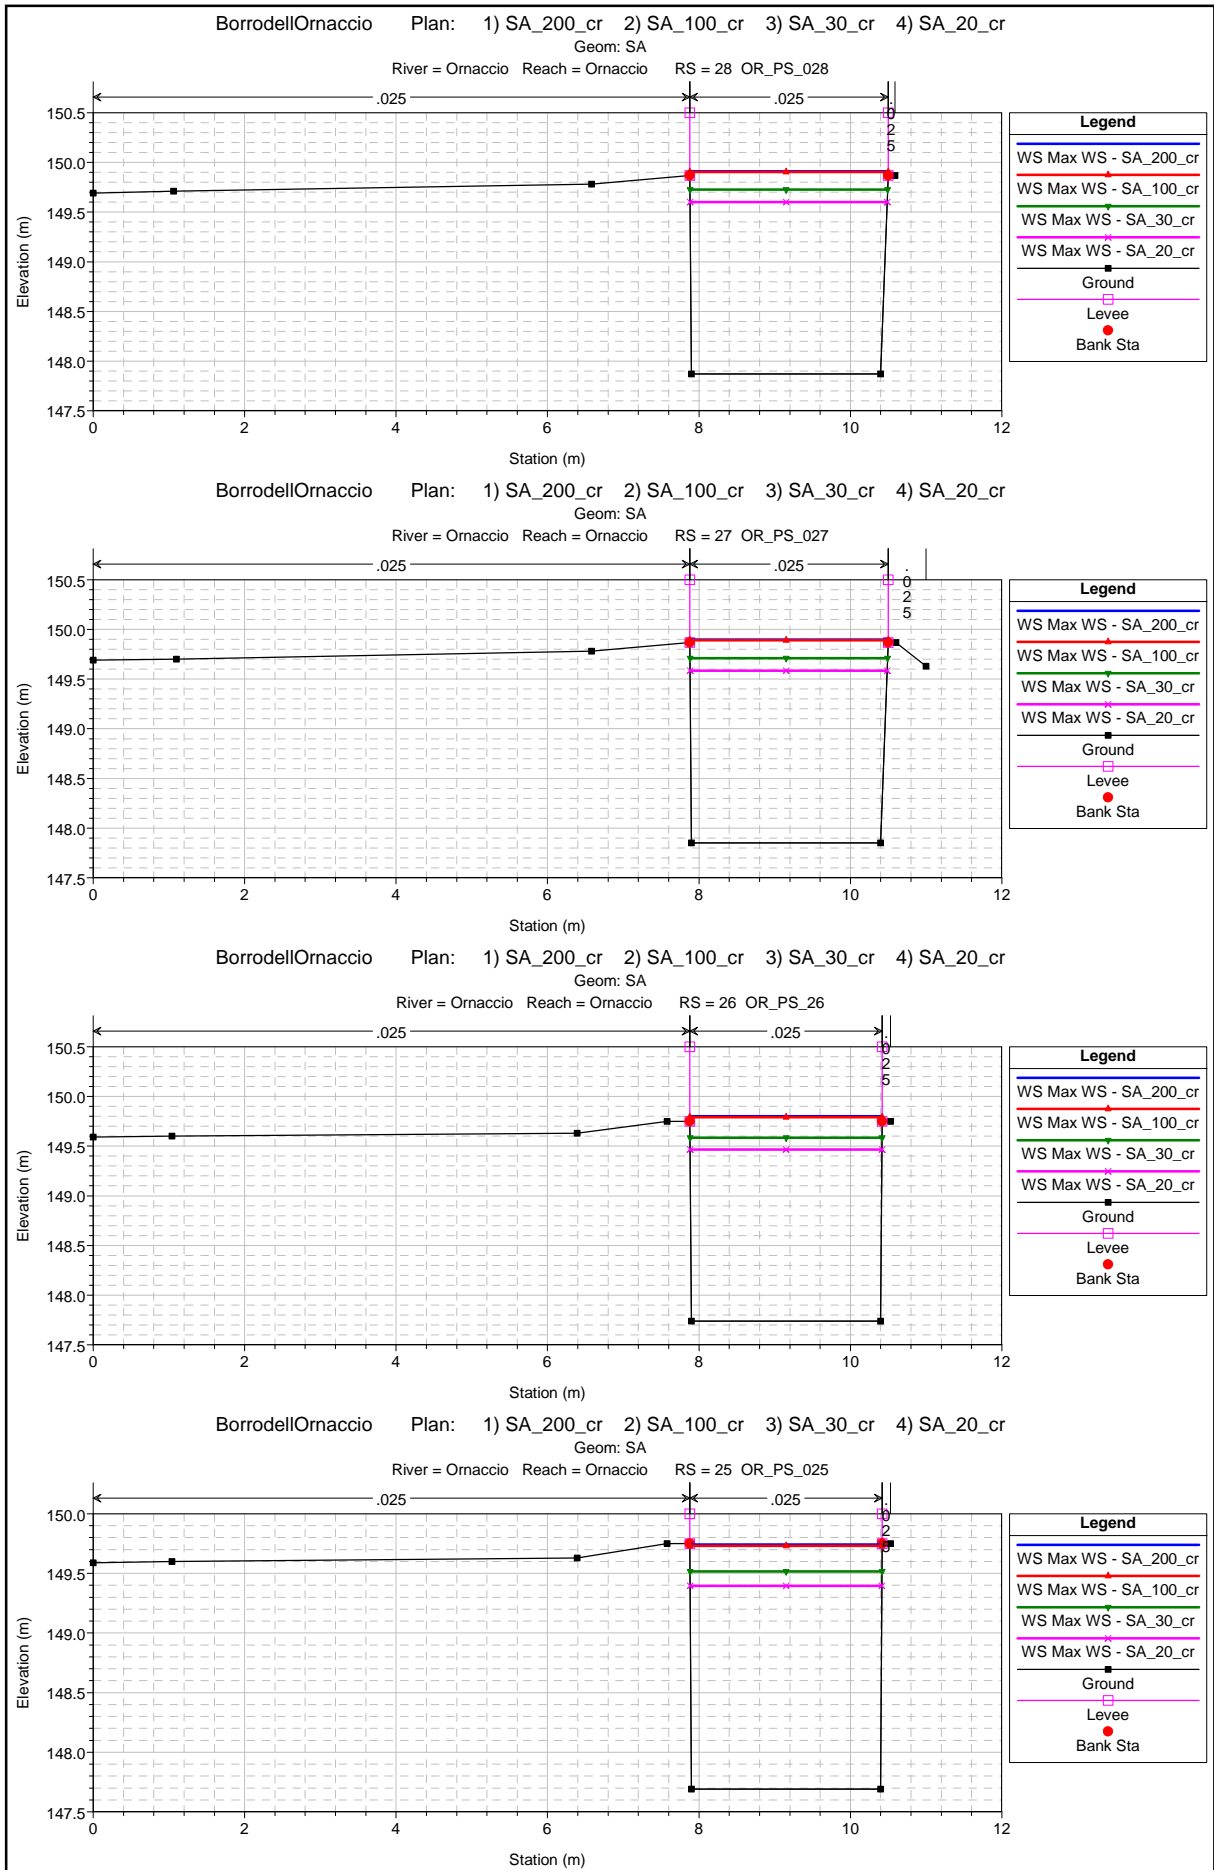 BorrodellOrnaccio Plan: 1) SA_200_cr 2) SA_100_cr 3) SA_30_cr 4) SA_20_cr
Geom: SA
River = Ornaccio Reach = Ornaccio RS = 28 OR_PS_028
.025 .025 .025
Elevation (m)
150.5
150.0
149.5
149.0
148.5
148.0
147.5
0 2 4 6 8 10 12
Station (m)
Legend
WS Max WS - SA_200_cr
WS Max WS - SA_100_cr
WS Max WS - SA_30_cr
WS Max WS - SA_20_cr
Ground
Levee
Bank Sta
BorrodellOrnaccio Plan: 1) SA_200_cr 2) SA_100_cr 3) SA_30_cr 4) SA_20_cr
Geom: SA
River = Ornaccio Reach = Ornaccio RS = 27 OR_PS_027
.025 .025 .025
Elevation (m)
150.5
150.0
149.5
149.0
148.5
148.0
147.5
0 2 4 6 8 10 12
Station (m)
Legend
WS Max WS - SA_200_cr
WS Max WS - SA_100_cr
WS Max WS - SA_30_cr
WS Max WS - SA_20_cr
Ground
Levee
Bank Sta
BorrodellOrnaccio Plan: 1) SA_200_cr 2) SA_100_cr 3) SA_30_cr 4) SA_20_cr
Geom: SA
River = Ornaccio Reach = Ornaccio RS = 26 OR_PS_26
.025 .025 .025
Elevation (m)
150.5
150.0
149.5
149.0
148.5
148.0
147.5
0 2 4 6 8 10 12
Station (m)
Legend
WS Max WS - SA_200_cr
WS Max WS - SA_100_cr
WS Max WS - SA_30_cr
WS Max WS - SA_20_cr
Ground
Levee
Bank Sta
BorrodellOrnaccio Plan: 1) SA_200_cr 2) SA_100_cr 3) SA_30_cr 4) SA_20_cr
Geom: SA
River = Ornaccio Reach = Ornaccio RS = 25 OR_PS_025
.025 .025 .025
Elevation (m)
150.0
149.5
149.0
148.5
148.0
147.5
0 2 4 6 8 10 12
Station (m)
Legend
WS Max WS - SA_200_cr
WS Max WS - SA_100_cr
WS Max WS - SA_30_cr
WS Max WS - SA_20_cr
Ground
Levee
Bank Sta